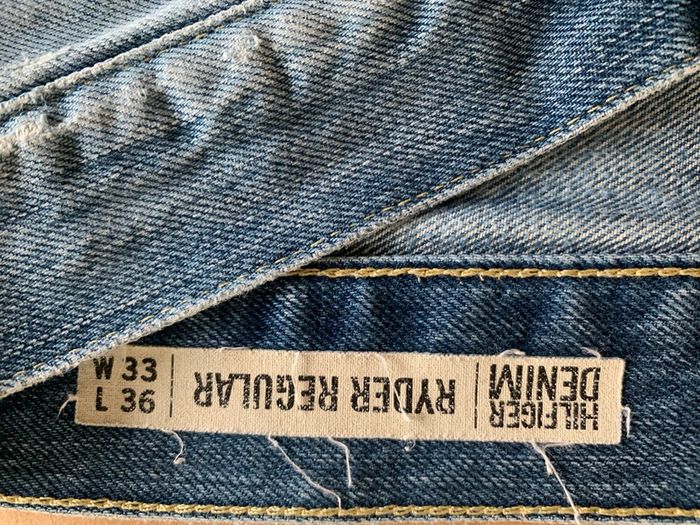 HILFIGER
DENIM
RYDER REGULAR
W 33
L 36